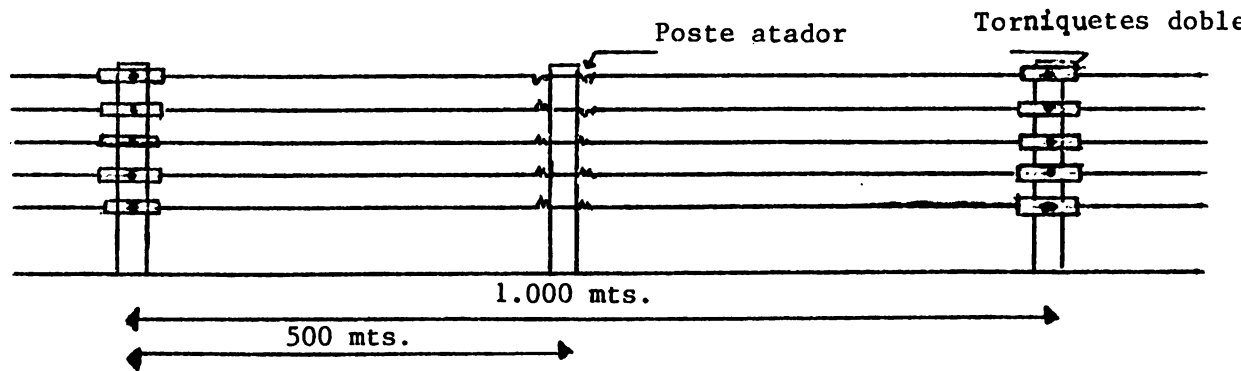 Poste atador
Torniquetes doble
1.000 mts.
500 mts.